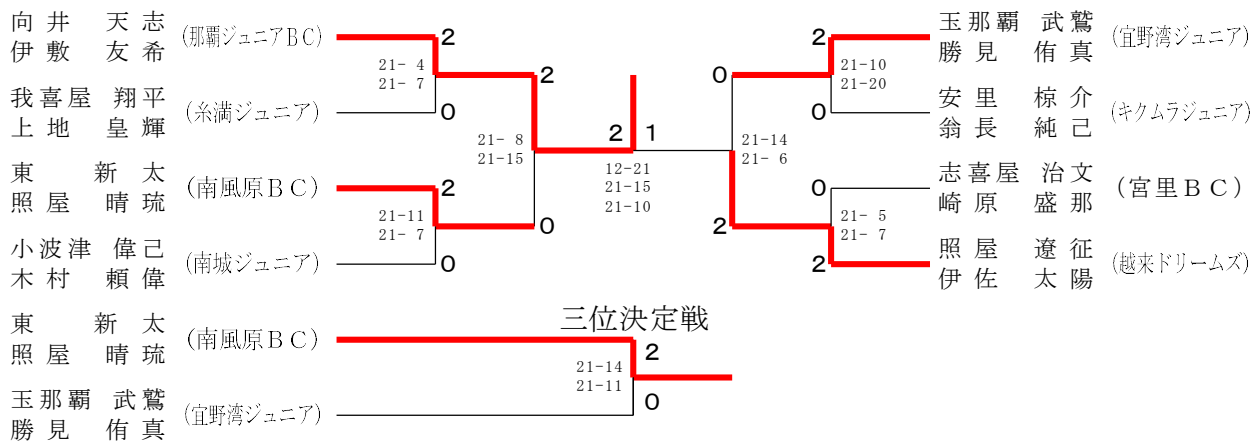 向井 天志
伊敷 友希
(那覇ジュニアBC)
2
21- 4
21- 7
我喜屋 翔平
上地 皇輝
(糸満ジュニア)
0
2
21- 8
21-15
東 新太
照屋 晴琉
(南風原BC)
2
21-11
21- 7
0
小波津 偉己
木村 頼偉
(南城ジュニア)
0
2 1
12-21
21-15
21-10
玉那覇 武鷲
勝見 侑真
(宜野湾ジュニア)
2
21-10
21-20
0
安里 椋介
翁長 純己
(キクムラジュニア)
0
21-14
21- 6
志喜屋 治文
崎原 盛那
(宮里BC)
0
21- 5
21- 7
2
照屋 遼征
伊佐 太陽
(越来ドリームズ)
2
三位決定戦
東 新太
照屋 晴琉
(南風原BC)
2
21-14
21-11
玉那覇 武鷲
勝見 侑真
(宜野湾ジュニア)
0